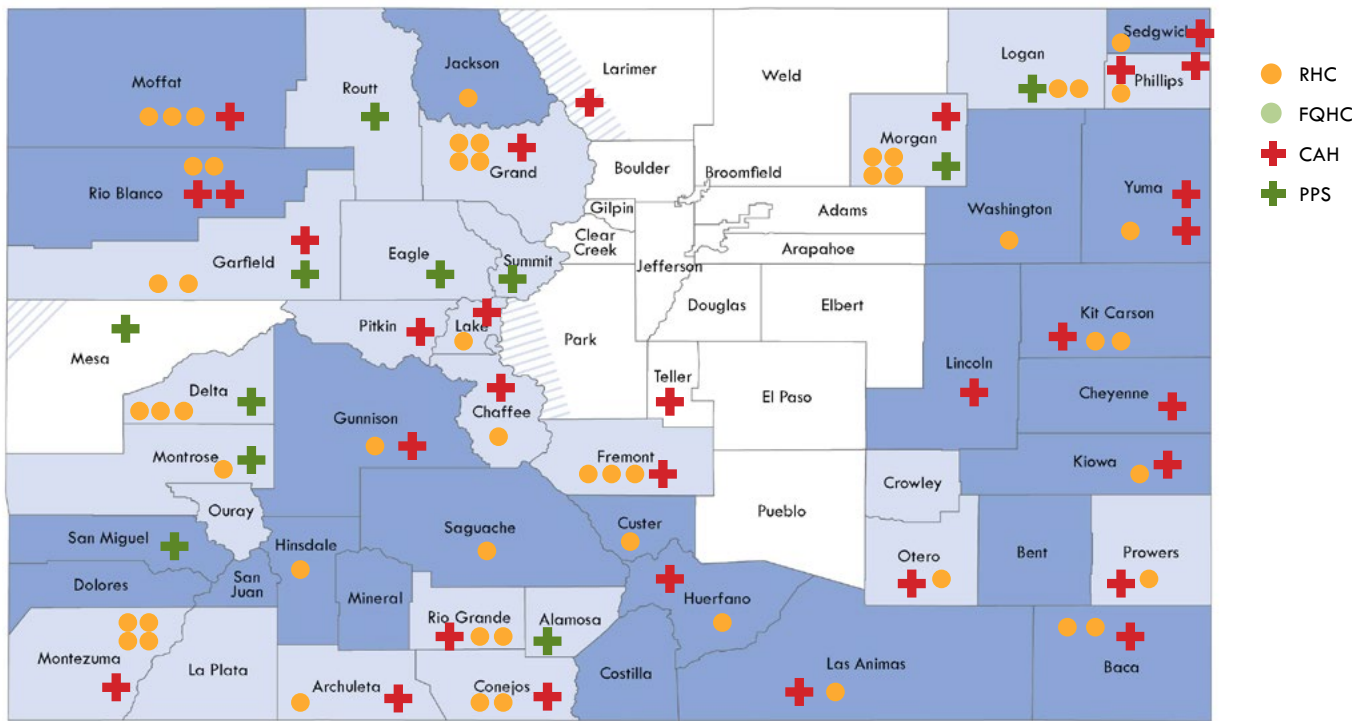 Sedgwick
Larimer
Weld
Logan
Jackson
Moffat
Routt
Phillips
RHC
FQHC
CAH
PPS
Morgan
Grand
Boulder
Broomfield
Rio Blanco
Yuma
Washington
Gilpin
Adams
Clear
Creek
Arapahoe
Garfield
Eagle
Summit
Jefferson
Douglas
Elbert
Kit Carson
Pitkin
Lake
Park
Mesa
Lincoln
Teller
Delta
Cheyenne
El Paso
Gunnison
Chaffee
Montrose
Fremont
Kiowa
Crowley
Ouray
Pueblo
San Miguel
Hinsdale
Saguache
Custer
Otero
Bent
Prowers
Dolores
San
Juan
Mineral
Huerfano
Rio Grande
Alamosa
Montezuma
La Plata
Costilla
Las Animas
Baca
Archuleta
Conejos